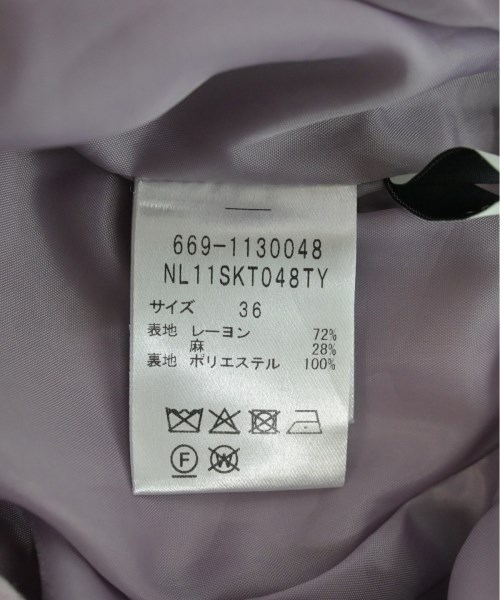 669-1130048
NL11SKT048TY
サイズ 36
表地 レーヨン 72%
麻 28%
裏地 ポリエステル 100%
F W